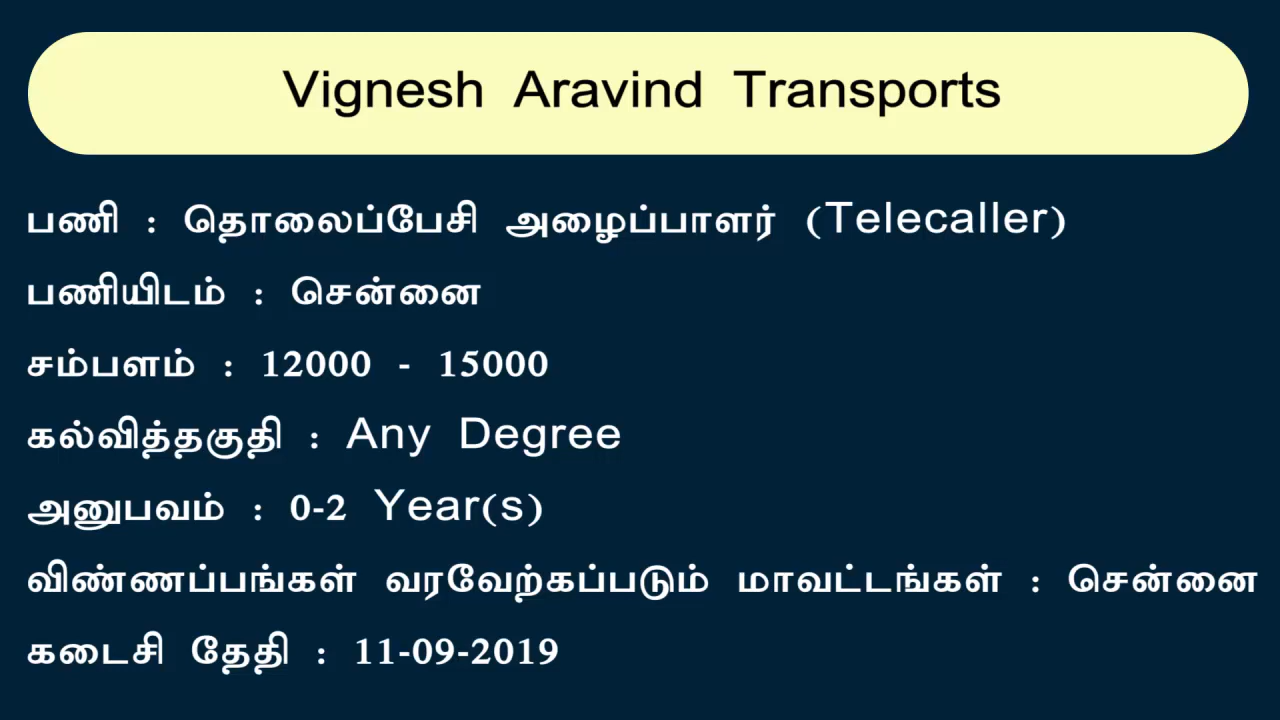 Vignesh Aravind Transports
பணி : தொலைப்பேசி அழைப்பாளர் (Telecaller)
பணியிடம் : சென்னை
சம்பளம் : 12000 - 15000
கல்வித்தகுதி : Any Degree
அனுபவம் : 0-2 Year(s)
விண்ணப்பங்கள் வரவேற்கப்படும் மாவட்டங்கள் : சென்னை
கடைசி தேதி : 11-09-2019